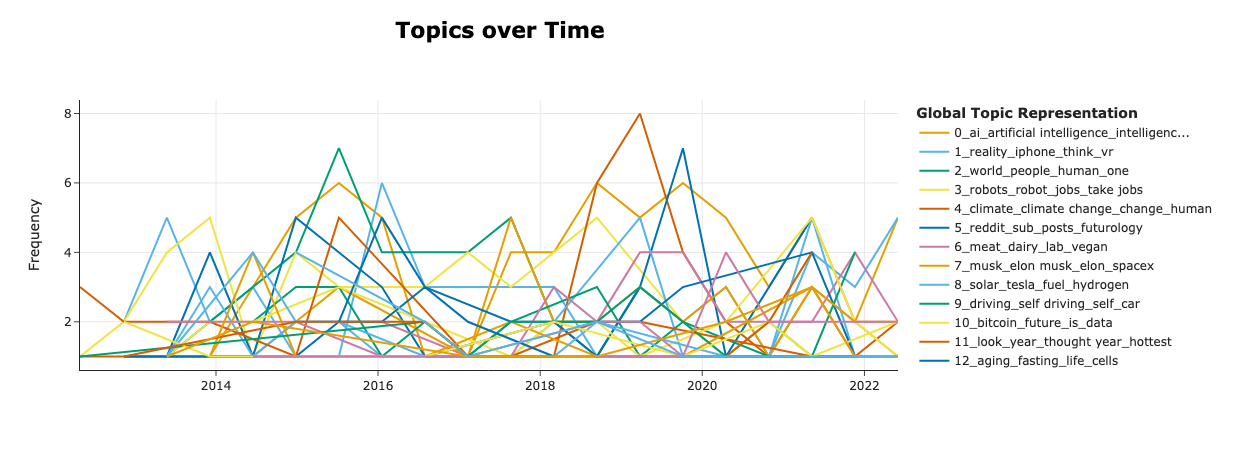 Topics over Time
Frequency
8
6
4
2
2014
2016
2018
2020
2022
Global Topic Representation
0_ai_artificial intelligence_intelligenc...
1_reality_iphone_think_vr
2_world_people_human_one
3_robots_robot_jobs_take jobs
4_climate_climate change_change_human
5_reddit_sub_posts_futurology
6_meat_dairy_lab_vegan
7_musk_elon musk_elon_spacex
8_solar_tesla_fuel_hydrogen
9_driving_self driving_self_car
10_bitcoin_future_is_data
11_look_year_thought year_hottest
12_aging_fasting_life_cells